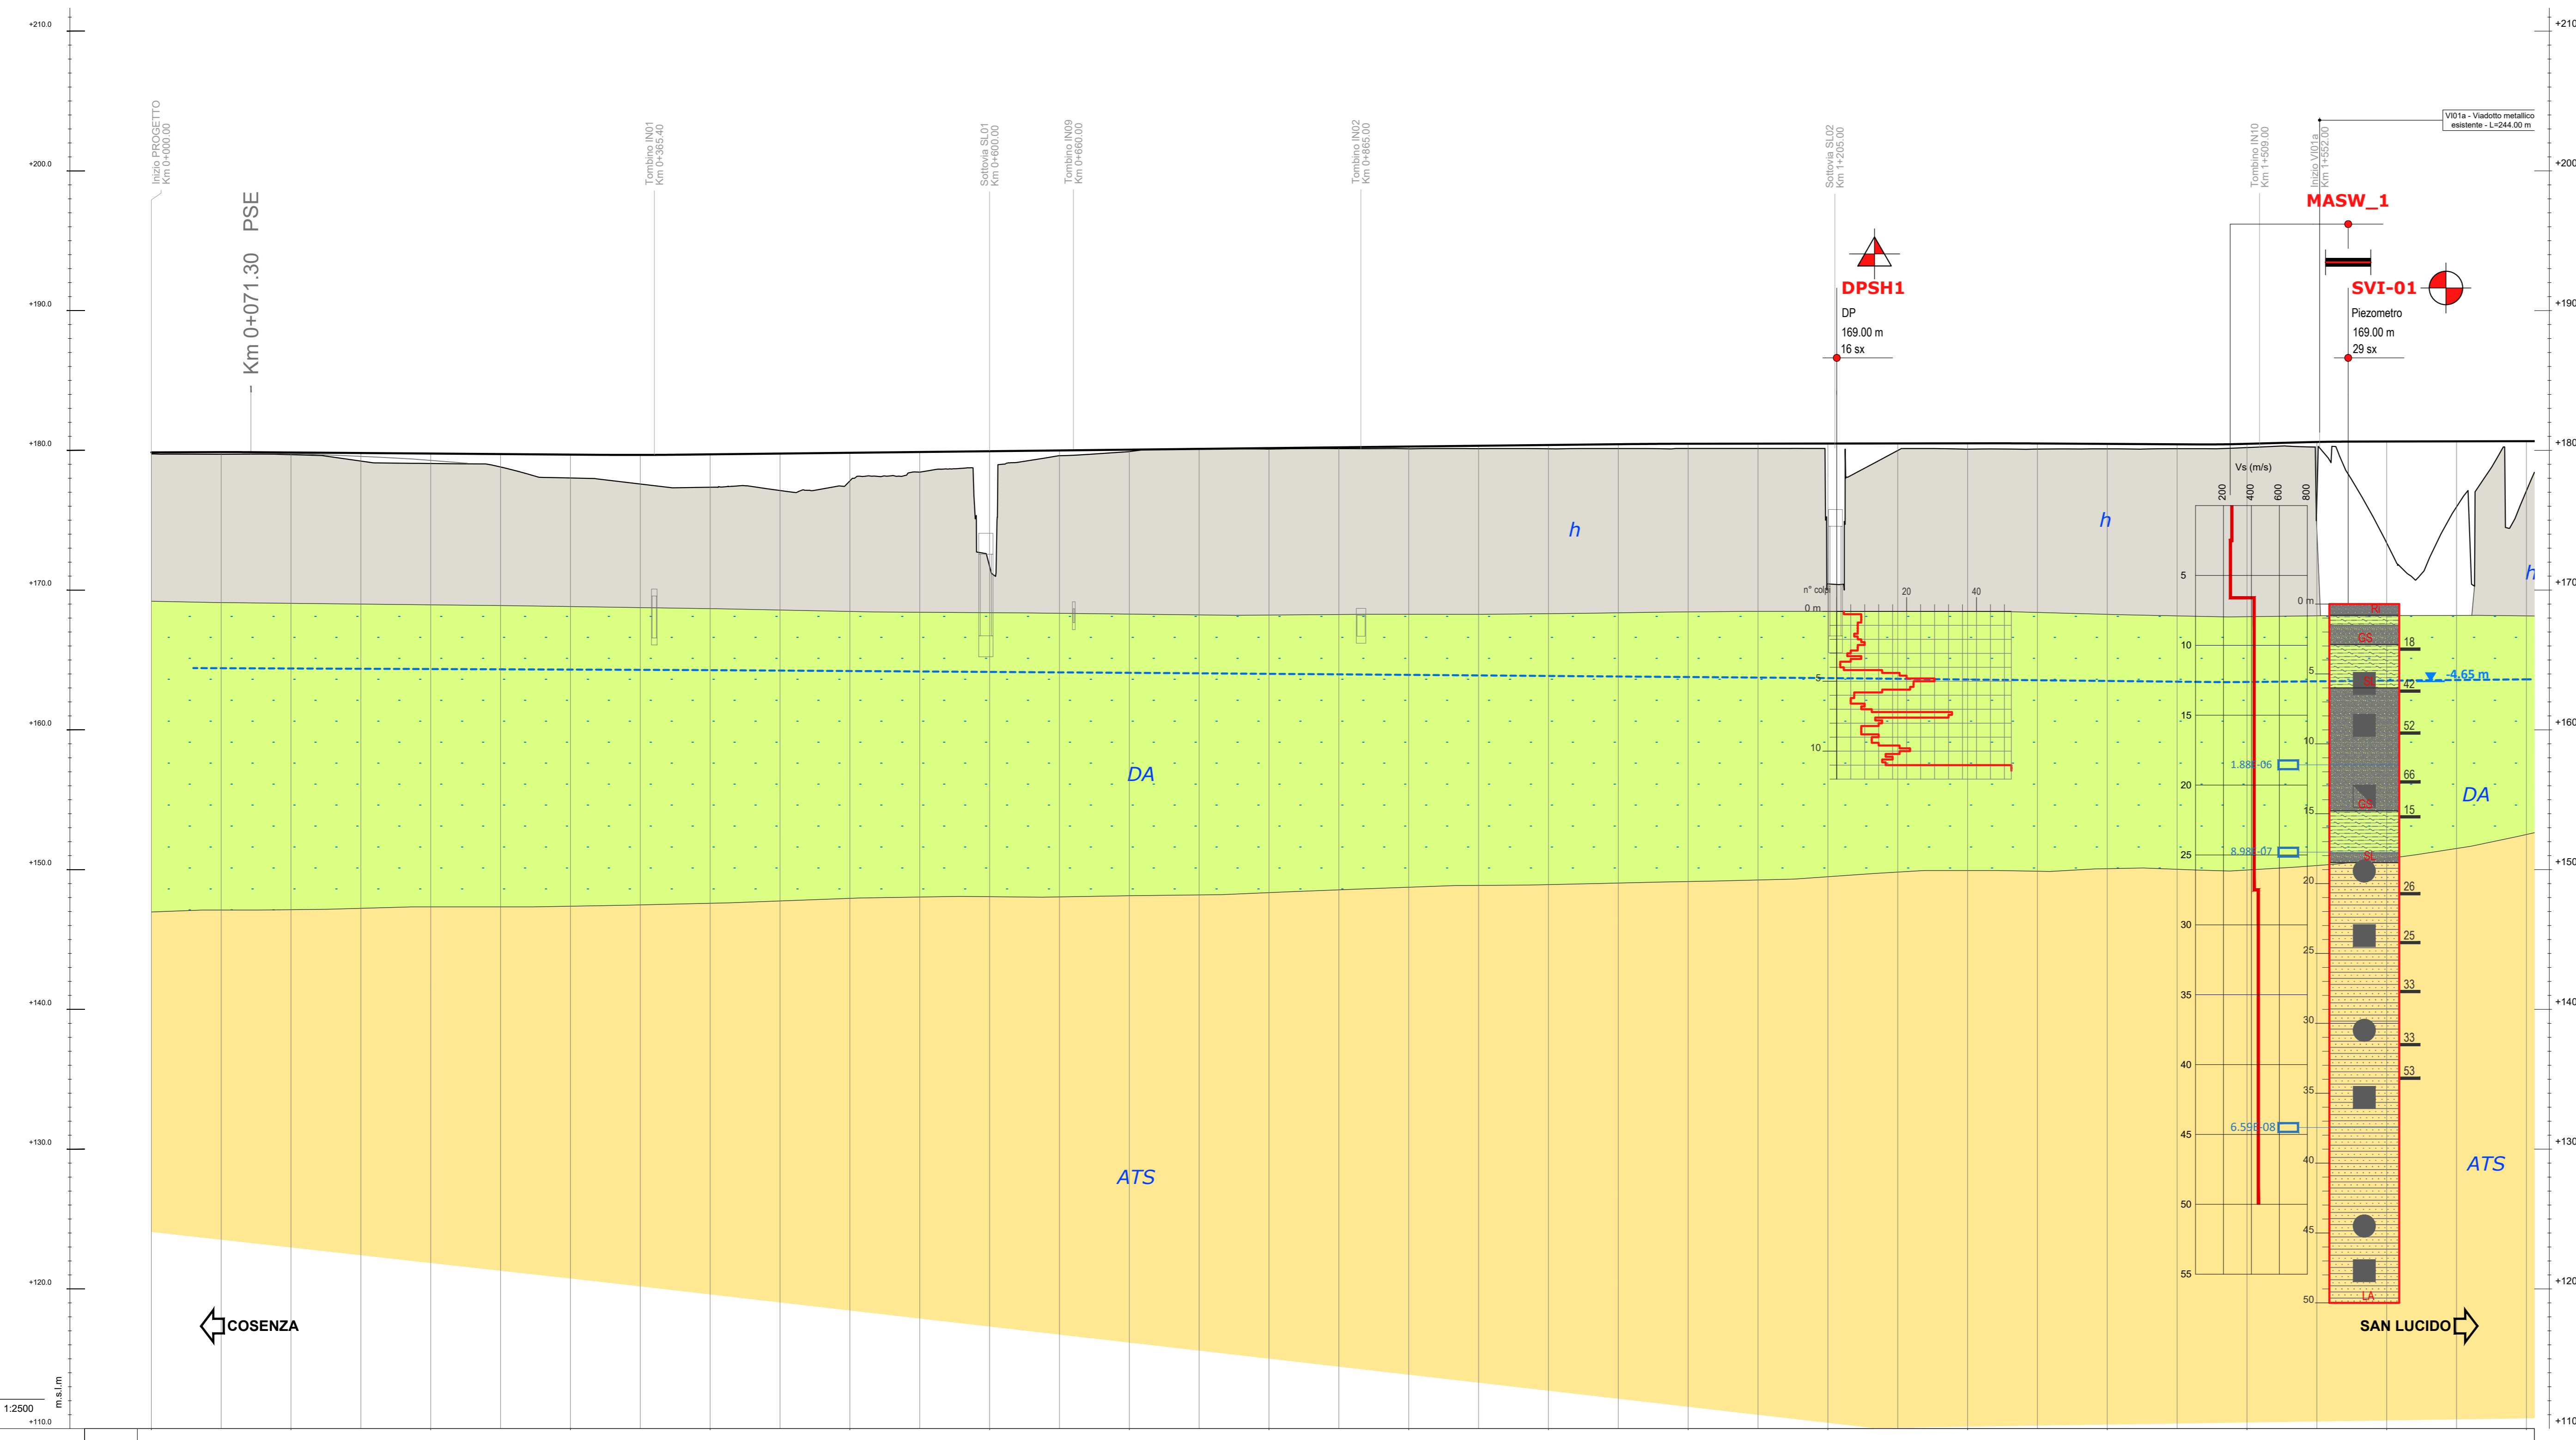 +210.0
+200.0
+190.0
+180.0
+170.0
+160.0
+150.0
+140.0
+130.0
+120.0
+110.0
m.s.l.m
1:2500
Inizio PROGETTO
Km 0+000.00
Km 0+071.30 PSE
Tombino IN01
Km 0+365.40
Sottovia SL01
Km 0+600.00
Tombino IN09
Km 0+660.00
Tombino IN02
Km 0+865.00
Sottovia SL02
Km 1+205.00
Tombino IN10
Km 1+509.00
Inizio VI01a
Km 1+552.00
VI01a - Viadotto metallico
esistente - L=244.00 m
MASW_1
DPSH1
DP
169.00 m
16 sx
SVI-01
Piezometro
169.00 m
29 sx
h
h
h
DA
DA
ATS
ATS
n° colpi
20
40
0 m
5
10
Vs (m/s)
200
400
600
800
5
10
15
20
25
30
35
40
45
50
55
0 m
5
10
15
20
25
30
35
40
45
50
RI
GS
SL
GS
SL
LA
18
42
52
66
15
26
25
33
33
53
-4.65 m
1.88E-06
8.98E-07
6.59E-08
COSENZA
SAN LUCIDO
+210
+200
+190
+180
+170
+160
+150
+140
+130
+120
+110